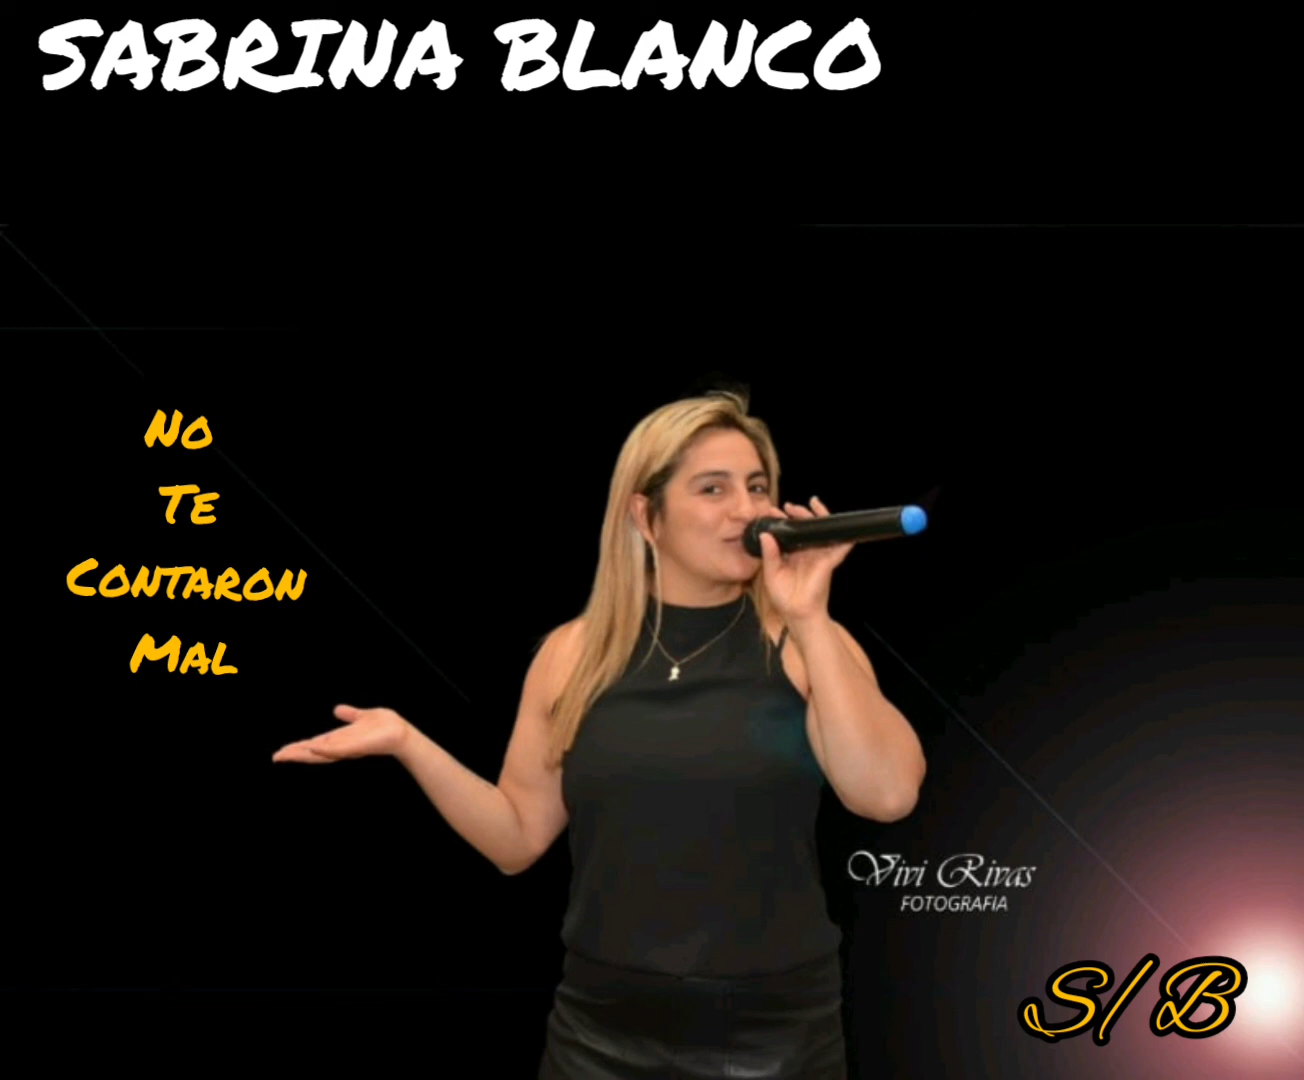 SABRINA BLANCO
No
Te
Contaron
Mal
Vivi Rivas
FOTOGRAFIA
S/B